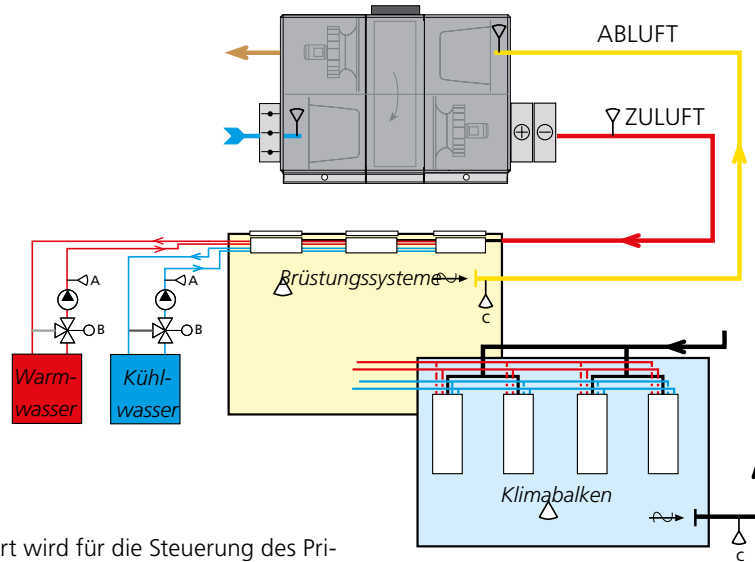 ABLUFT
ZULUFT
Brüstungssysteme
A
A
B
B
C
Warm-
wasser
Kühl-
wasser
Klimabalken
C
rt wird für die Steuerung des Pri-